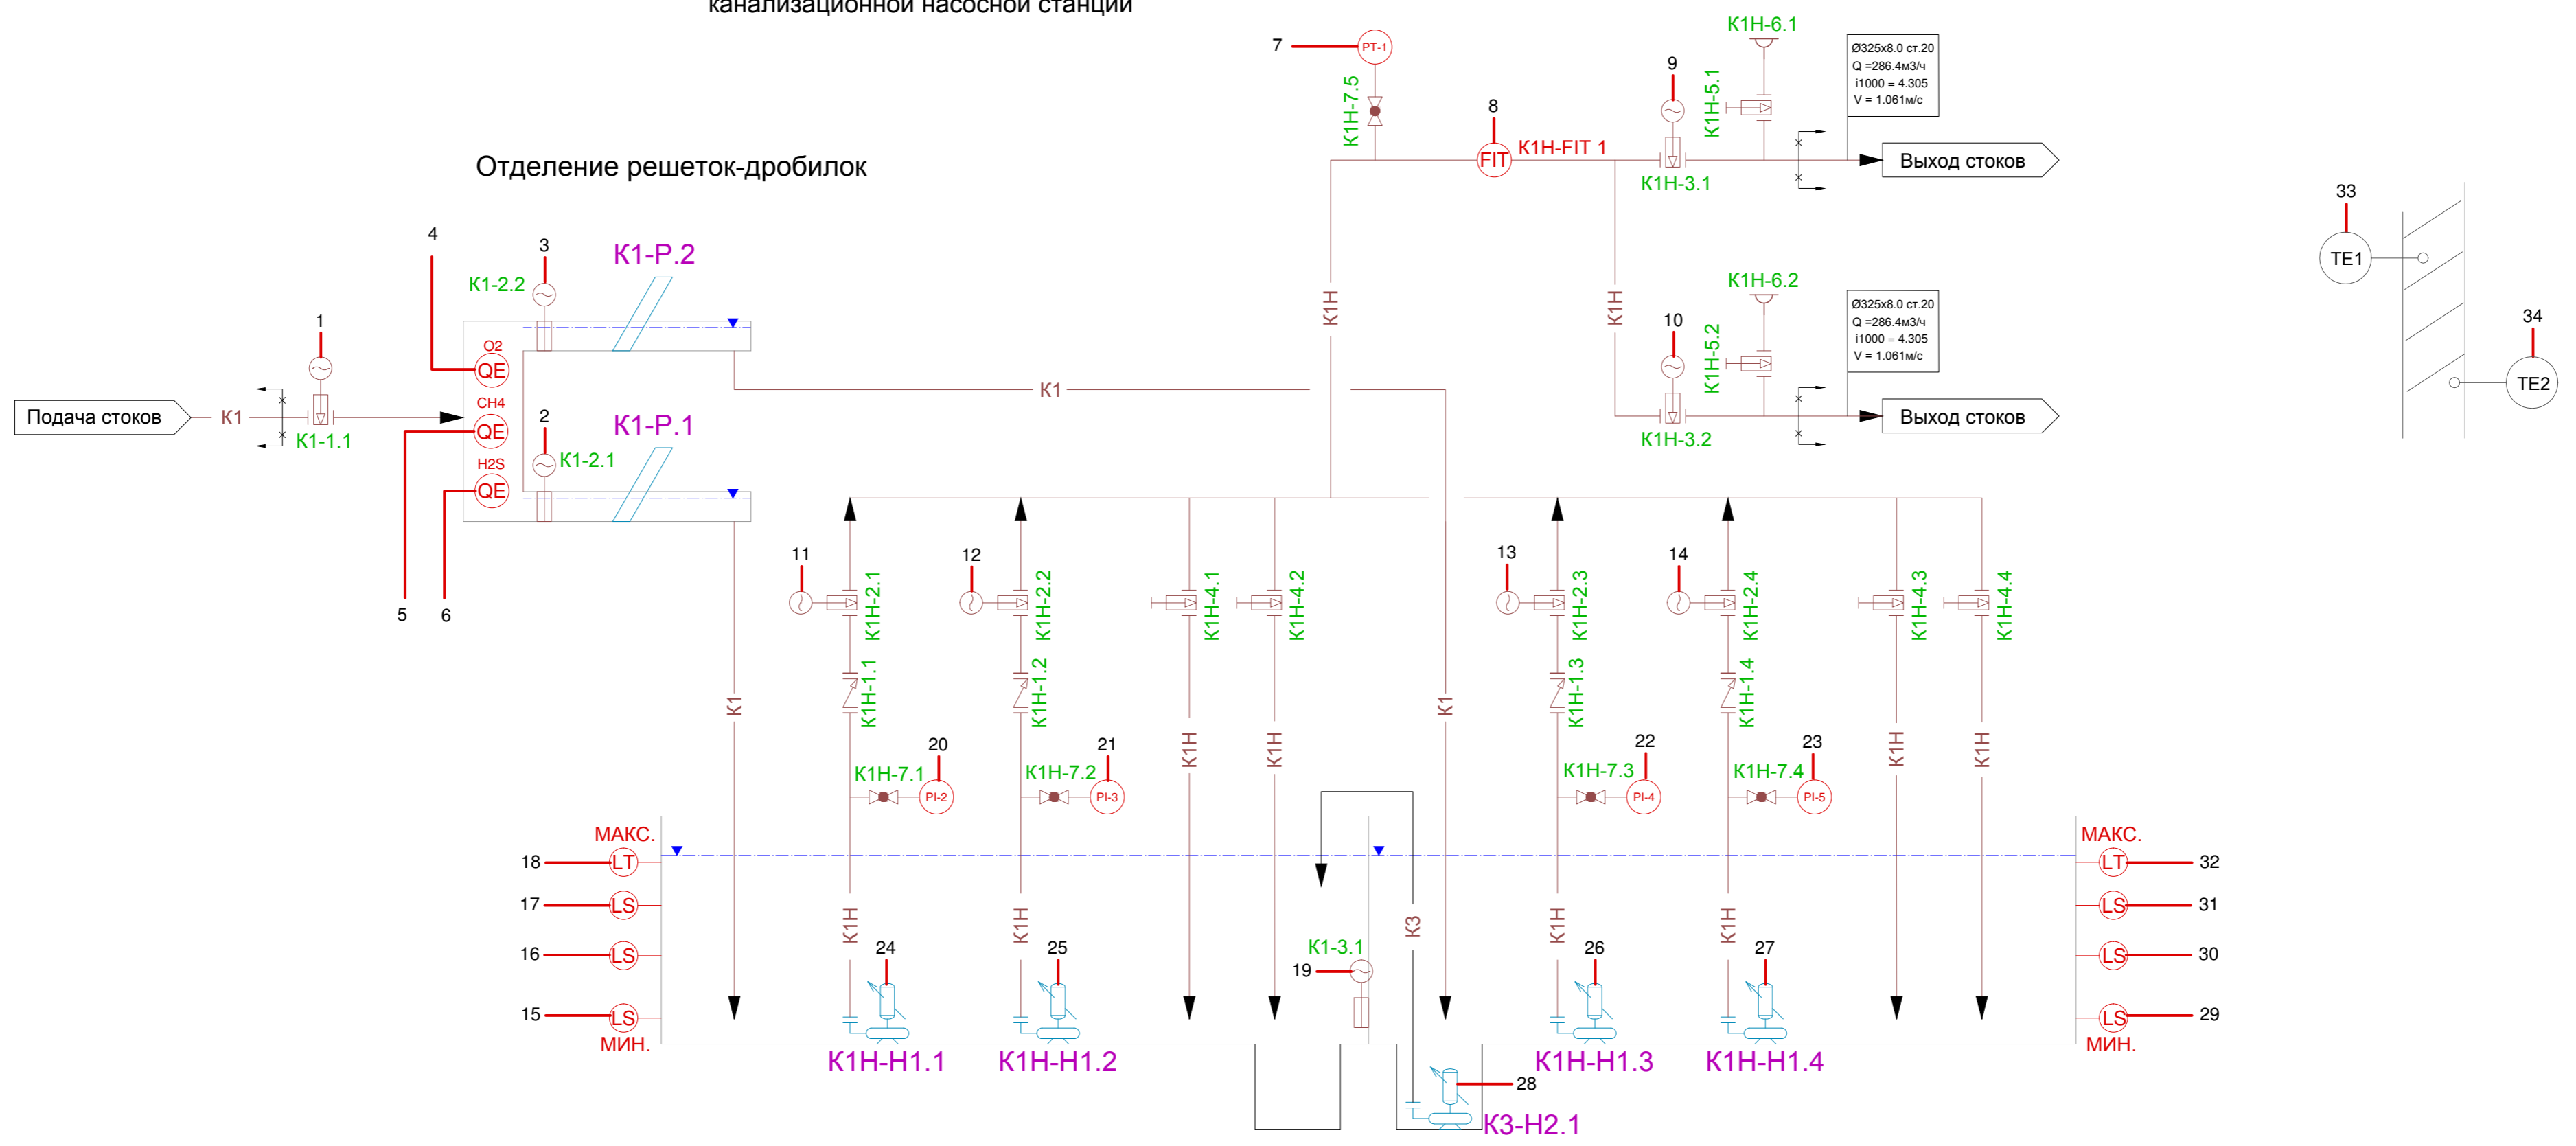 канализационной насосной станции
К1Н-6.1
7
PT-1
9
К1Н-5.1
Ø325x8.0 ст.20
Q =286.4м3/ч
i1000 = 4.305
V = 1.061м/с
К1Н-7.5
8
FIT
К1Н-FIT 1
К1Н-3.1
Выход стоков
Отделение решеток-дробилок
33
TE1
34
TE2
4
3
К1-Р.2
К1-2.2
К1Н
К1Н
К1Н-6.2
10
К1Н-5.2
Ø325x8.0 ст.20
Q =286.4м3/ч
i1000 = 4.305
V = 1.061м/с
К1Н-3.2
Выход стоков
1
O2
QE
К1
CH4
QE
Подача стоков
К1
К1-1.1
2
К1-Р.1
К1-2.1
H2S
QE
5
6
11
12
13
14
К1Н-2.1
К1Н-2.2
К1Н-4.1
К1Н-4.2
К1Н-2.3
К1Н-2.4
К1Н-4.3
К1Н-4.4
К1
К1Н-1.1
К1Н-1.2
К1
К1Н-1.3
К1Н-1.4
К1Н
К1Н
К1Н
К1Н
20
21
22
23
К1Н-7.1
PI-2
К1Н-7.2
PI-3
К1Н-7.3
PI-4
К1Н-7.4
PI-5
МАКС.
МАКС.
18
LT
LT
32
17
LS
LS
31
К1Н
К1Н
К3
К1Н
К1Н
16
LS
24
25
К1-3.1
19
26
27
LS
30
15
LS
LS
29
МИН.
МИН.
К1Н-Н1.1
К1Н-Н1.2
К1Н-Н1.3
К1Н-Н1.4
28
К3-Н2.1